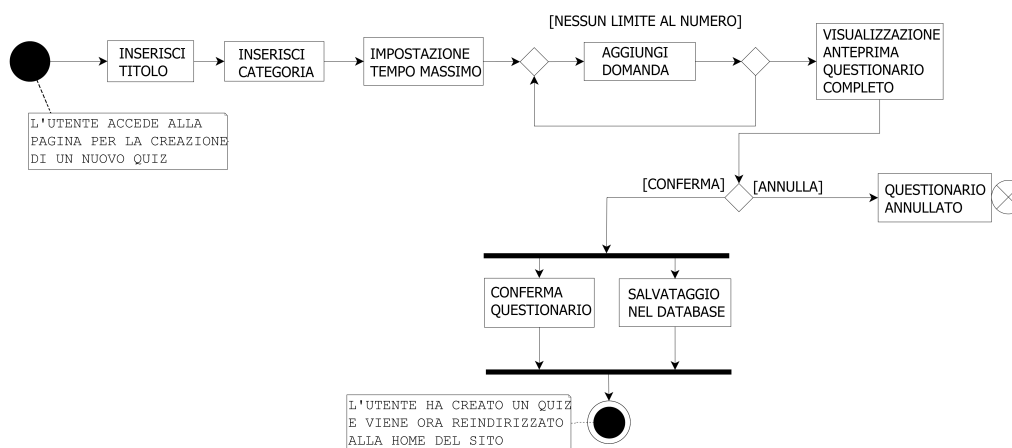 [NESSUN LIMITE AL NUMERO]
INSERISCI
TITOLO
INSERISCI
CATEGORIA
IMPOSTAZIONE
TEMPO MASSIMO
AGGIUNGI
DOMANDA
VISUALIZZAZIONE
ANTEPRIMA
QUESTIONARIO
COMPLETO
L'UTENTE ACCEDE ALLA
PAGINA PER LA CREAZIONE
DI UN NUOVO QUIZ
[CONFERMA]
[ANNULLA]
QUESTIONARIO
ANNULLATO
CONFERMA
QUESTIONARIO
SALVATAGGIO
NEL DATABASE
L'UTENTE HA CREATO UN QUIZ
E VIENE ORA REINDIRIZZATO
ALLA HOME DEL SITO